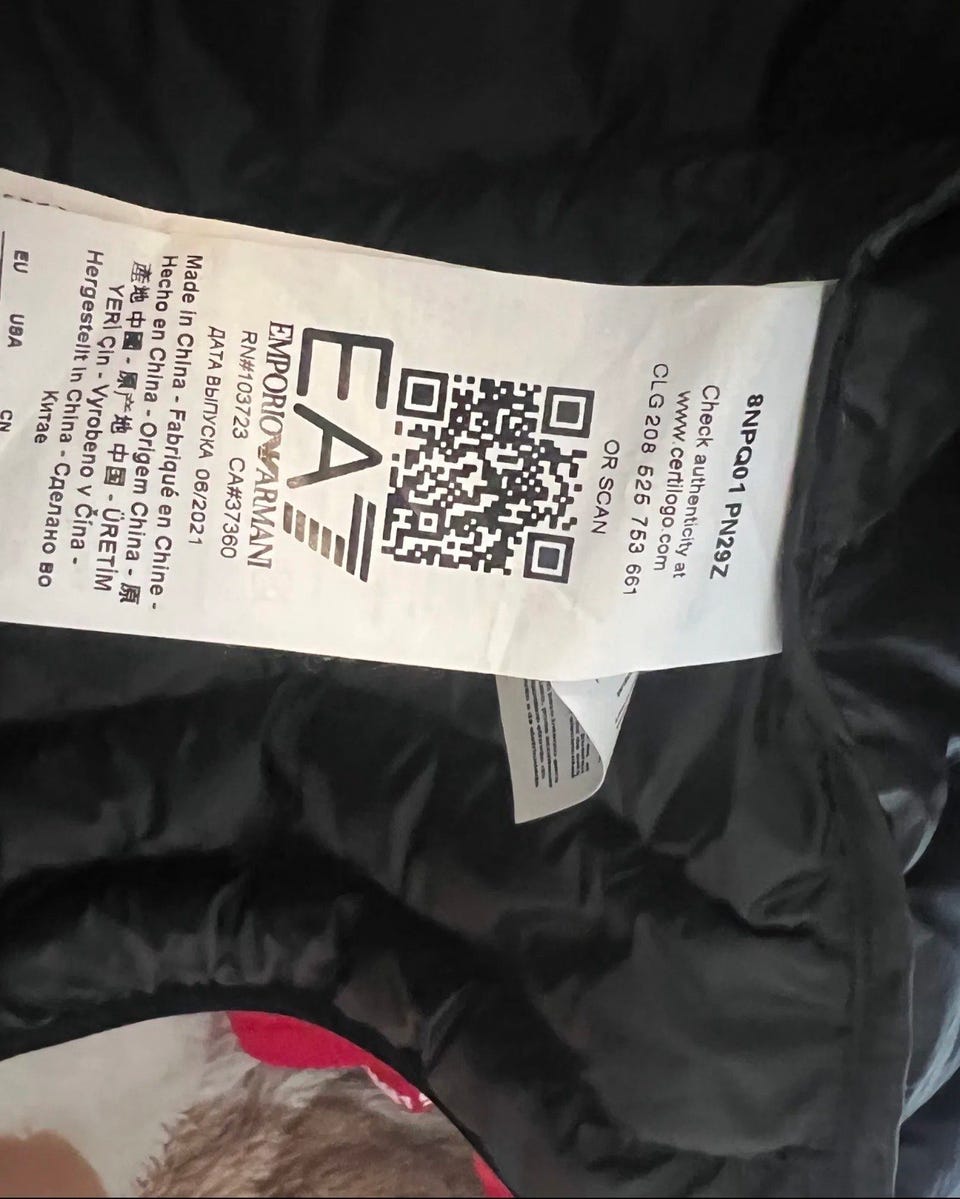 8NPQ01 PN29Z
Check authenticity at
www.certilogo.com
CLG 208 525 753 661
OR SCAN
EA7
EMPORIO ARMANI
RN#103723 CA#37360
ДАТА ВЫПУСКА 06/2021
Made in China - Fabriqué en Chine -
Hecho en China - Origem China - 原
產地 中國 - 原产地 中国 - ÜRETİM
YERİ Çin - Vyrobeno v Čína -
Hergestellt in China - Сделано во
Китае
EU USA CN